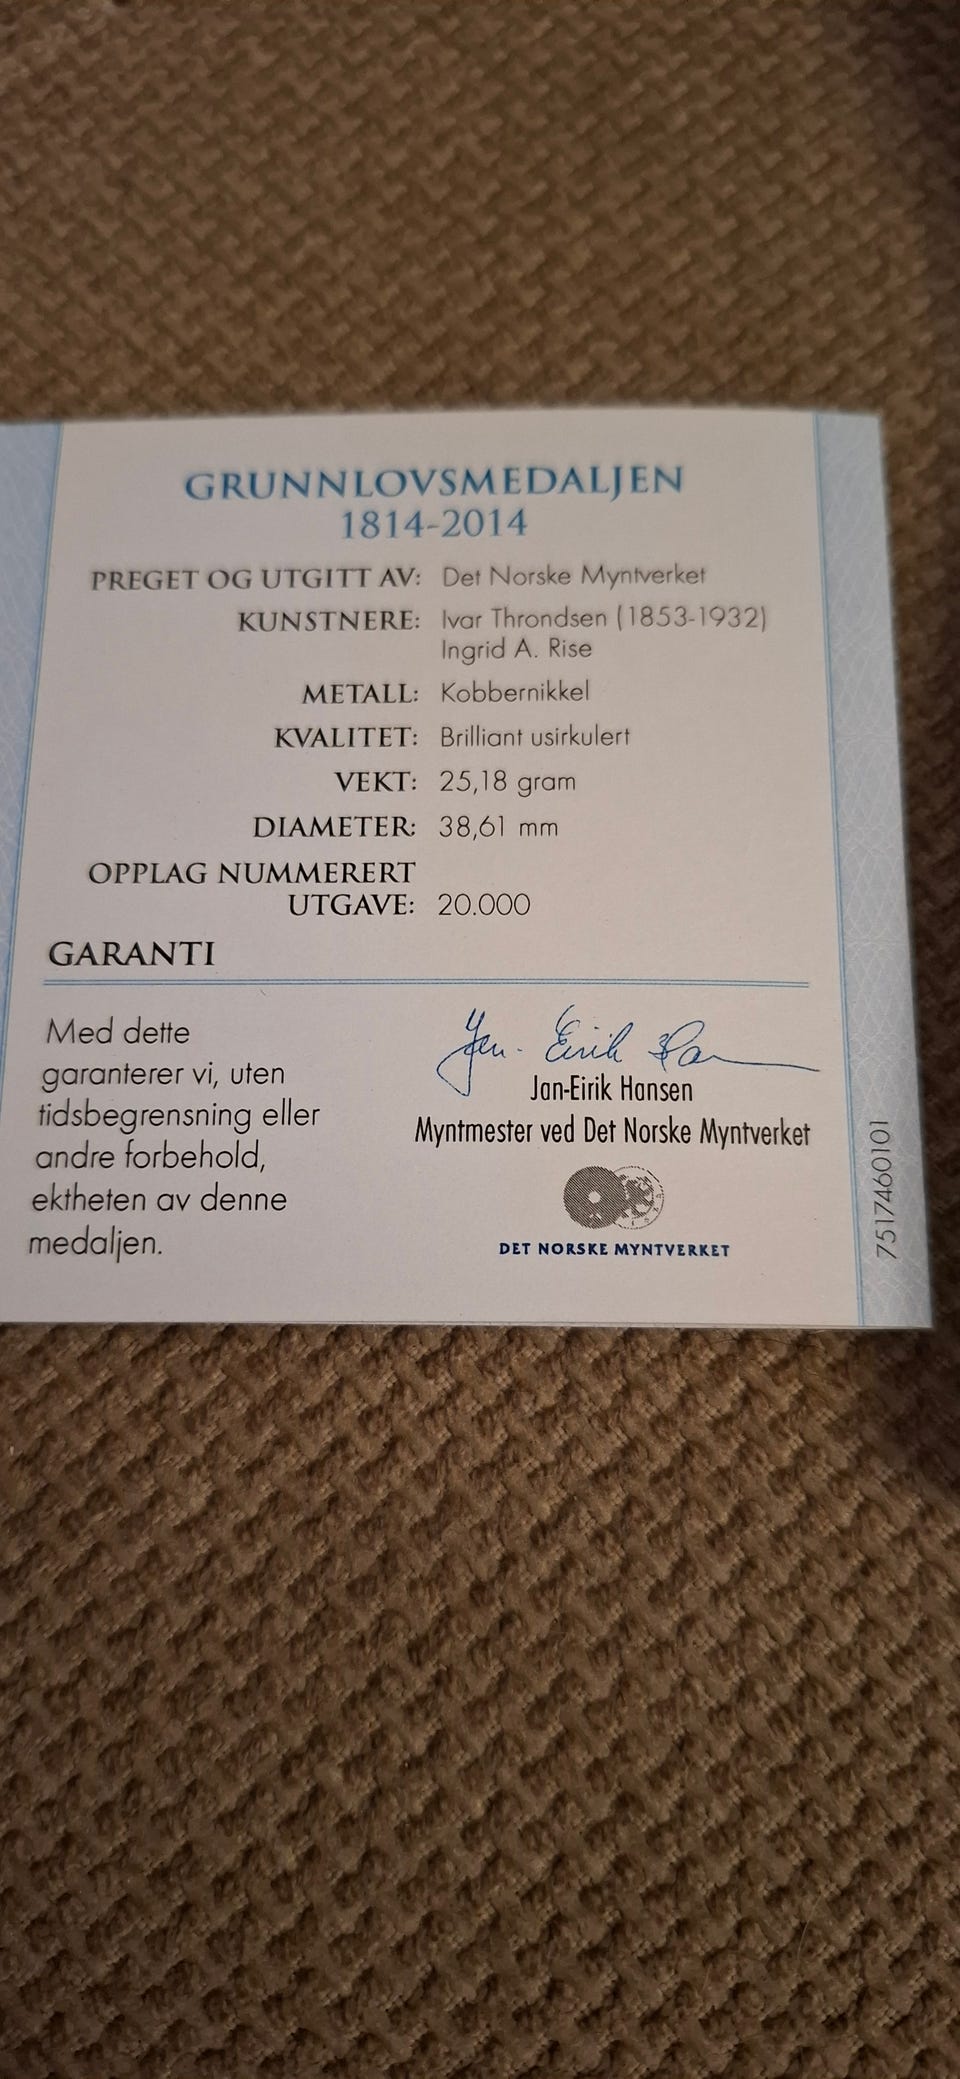 GRUNNLOVSMEDALJEN
1814-2014
PREGET OG UTGITT AV: Det Norske Myntverket
KUNSTNERE: Ivar Throndsen (1853-1932)
Ingrid A. Rise
METALL: Kobbernikkel
KVALITET: Brilliant usirkulert
VEKT: 25,18 gram
DIAMETER: 38,61 mm
OPPLAG NUMMERERT
UTGAVE: 20.000
GARANTI
Med dette
garanterer vi, uten
tidsbegrensning eller
andre forbehold,
ektheten av denne
medaljen.
Jan-Eirik Hansen
Myntmester ved Det Norske Myntverket
DET NORSKE MYNTVERKET
7517460101